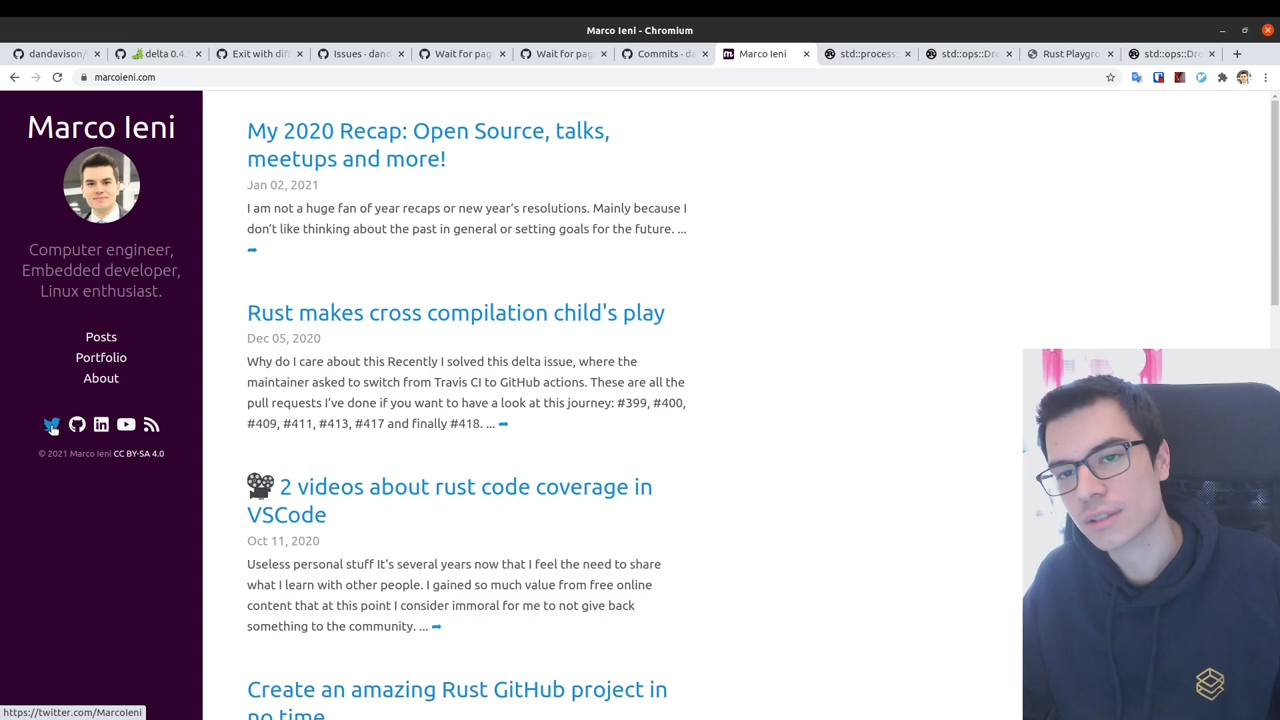 Marco Ieni - Chromium
dandavison/
delta 0.4.
Exit with diff
Issues · dand
Wait for page
Wait for page
Commits · da
Marco Ieni
std::process
std::ops::Dro
Rust Playgro
std::ops::Dro
marcoieni.com
Marco Ieni
Computer engineer,
Embedded developer,
Linux enthusiast.
Posts
Portfolio
About
© 2021 Marco Ieni CC BY-SA 4.0
My 2020 Recap: Open Source, talks,
meetups and more!
Jan 02, 2021
I am not a huge fan of year recaps or new year’s resolutions. Mainly because I
don’t like thinking about the past in general or setting goals for the future. ...
Rust makes cross compilation child's play
Dec 05, 2020
Why do I care about this Recently I solved this delta issue, where the
maintainer asked to switch from Travis CI to GitHub actions. These are all the
pull requests I’ve done if you want to have a look at this journey: #399, #400,
#409, #411, #413, #417 and finally #418. ...
2 videos about rust code coverage in
VSCode
Oct 11, 2020
Useless personal stuff It's several years now that I feel the need to share
what I learn with other people. I gained so much value from free online
content that at this point I consider immoral for me to not give back
something to the community. ...
Create an amazing Rust GitHub project in
no time
https://twitter.com/MarcoIeni